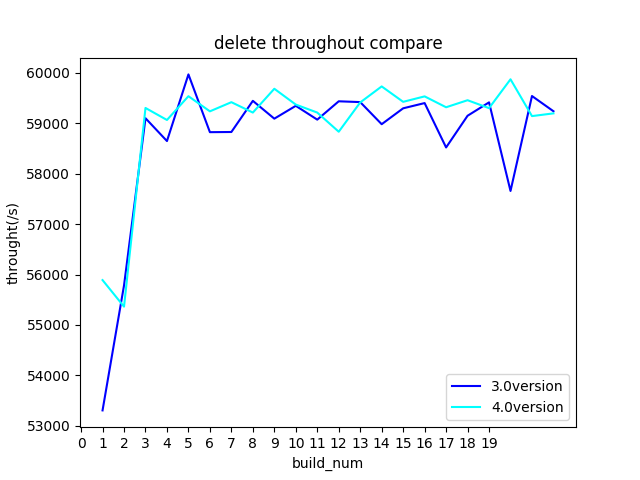 delete throughout compare
60000
59000
58000
57000
56000
55000
54000
53000
throught(/s)
0 1 2 3 4 5 6 7 8 9 10 11 12 13 14 15 16 17 18 19
build_num
3.0version
4.0version